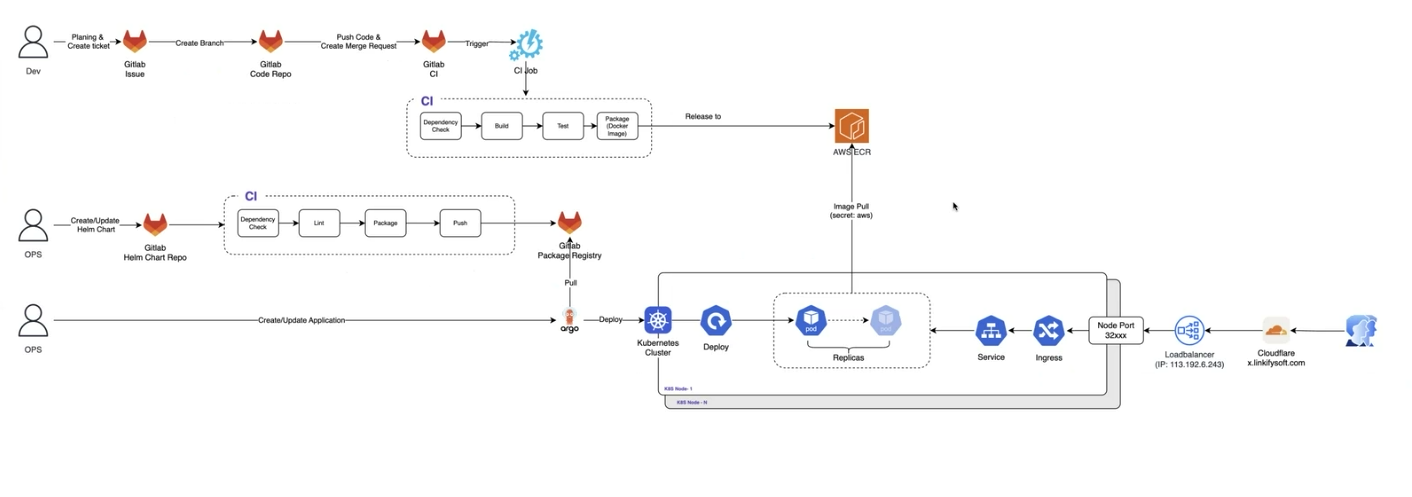 Planing &
Create ticket
Create Branch
Push Code &
Create Merge Request
Trigger
Dev
Gitlab
Issue
Gitlab
Code Repo
Gitlab
CI
CI Job
CI
Dependency
Check
Build
Test
Package
(Docker
Image)
Release to
AWS ECR
CI
Create/Update
Helm Chart
Dependency
Check
Lint
Package
Push
Image Pull
(secret: aws)
OPS
Gitlab
Helm Chart Repo
Gitlab
Package Registry
Pull
Create/Update Application
argo
Deploy
OPS
Kubernetes
Cluster
Deploy
pod
pod
Replicas
Service
Ingress
Node Port
32xxx
Loadbalancer
(IP: 113.192.6.243)
Cloudflare
x.linkifysoft.com
K8S Node- 1
K8S Node - N